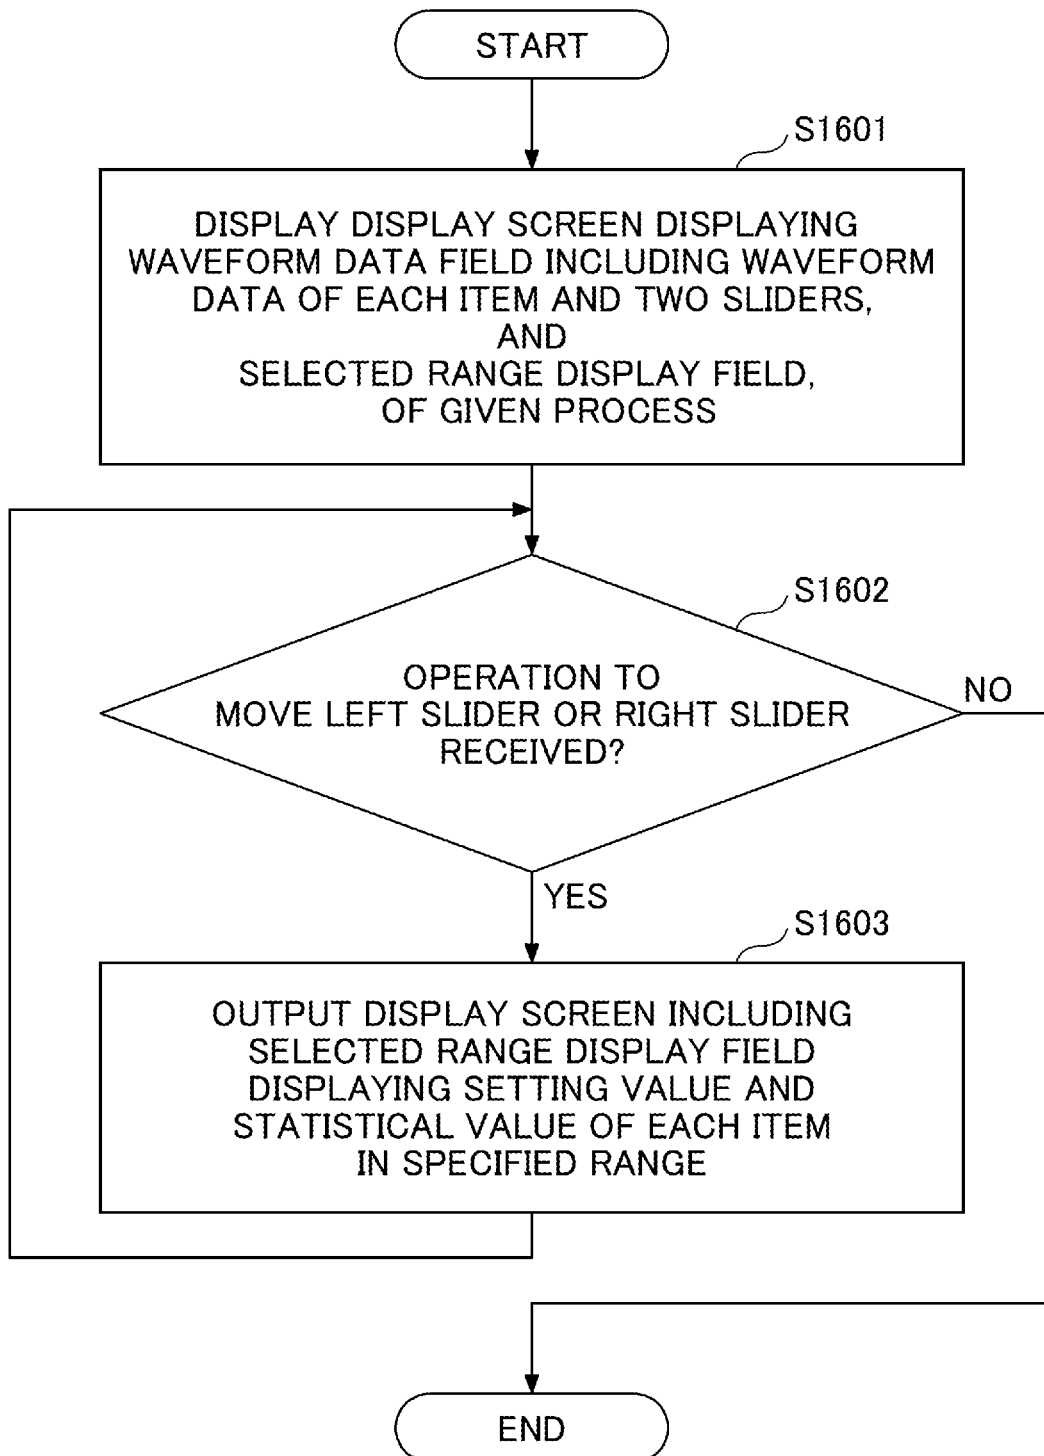 START
S1601
DISPLAY DISPLAY SCREEN DISPLAYING
WAVEFORM DATA FIELD INCLUDING WAVEFORM
DATA OF EACH ITEM AND TWO SLIDERS,
AND
SELECTED RANGE DISPLAY FIELD,
OF GIVEN PROCESS
S1602
OPERATION TO
MOVE LEFT SLIDER OR RIGHT SLIDER
RECEIVED?
NO
YES
S1603
OUTPUT DISPLAY SCREEN INCLUDING
SELECTED RANGE DISPLAY FIELD
DISPLAYING SETTING VALUE AND
STATISTICAL VALUE OF EACH ITEM
IN SPECIFIED RANGE
END